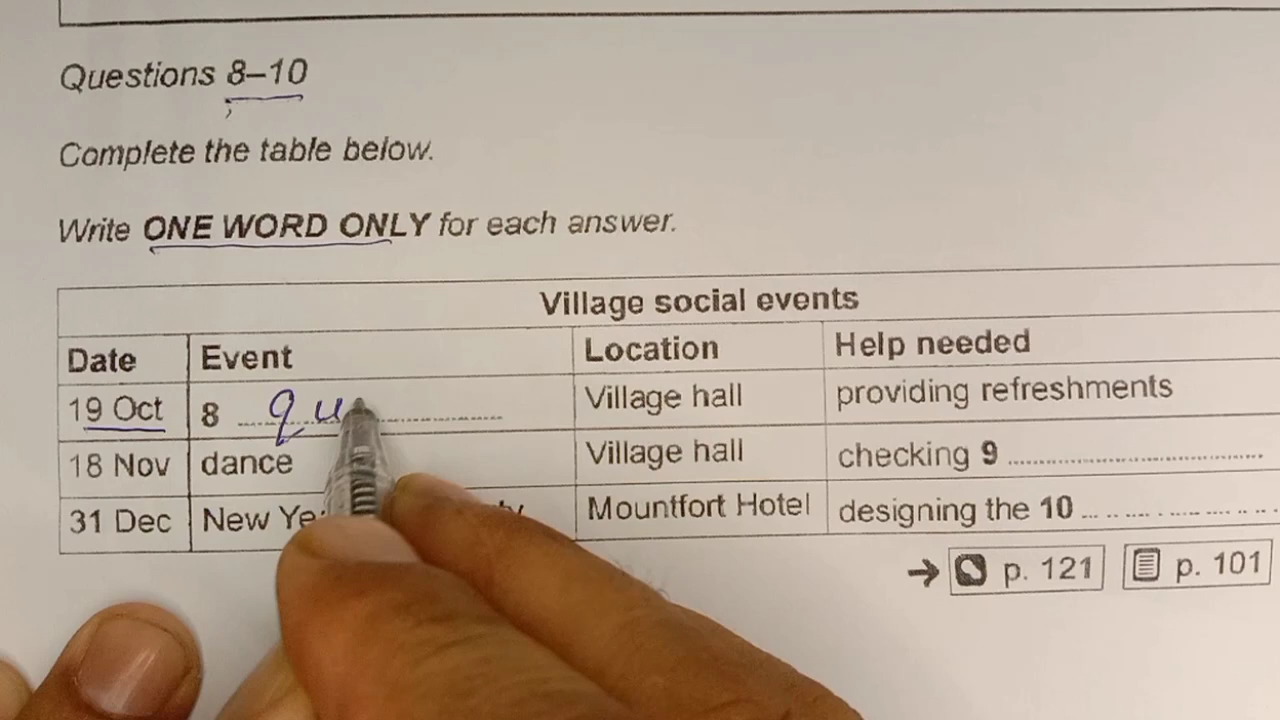 Questions 8–10
Complete the table below.
Write ONE WORD ONLY for each answer.
Village social events
Date Event Location Help needed
19 Oct 8 qu Village hall providing refreshments
18 Nov dance Village hall checking 9
31 Dec New Mountfort Hotel designing the 10
→ p. 121 p. 101